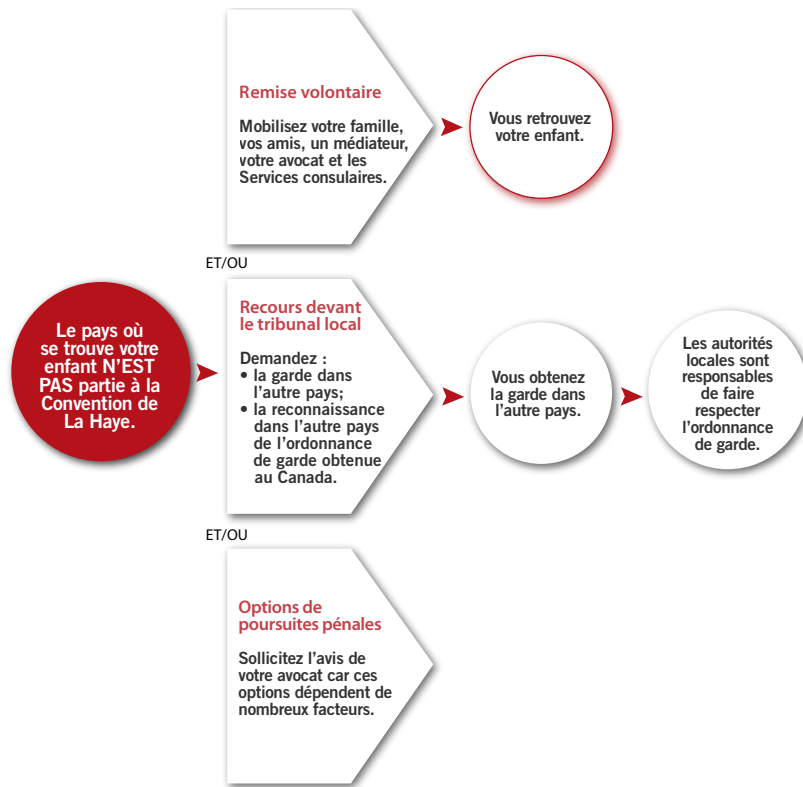 Remise volontaire
Mobilisez votre famille,
vos amis, un médiateur,
votre avocat et les
Services consulaires.
Vous retrouvez
votre enfant.
ET/OU
Le pays où
se trouve votre
enfant N’EST
PAS partie à la
Convention de
La Haye.
Recours devant
le tribunal local
Demandez :
• la garde dans
l’autre pays;
• la reconnaissance
dans l’autre pays
de l’ordonnance
de garde obtenue
au Canada.
Vous obtenez
la garde dans
l’autre pays.
Les autorités
locales sont
responsables
de faire
respecter
l’ordonnance
de garde.
ET/OU
Options de
poursuites pénales
Sollicitez l’avis de
votre avocat car ces
options dépendent de
nombreux facteurs.